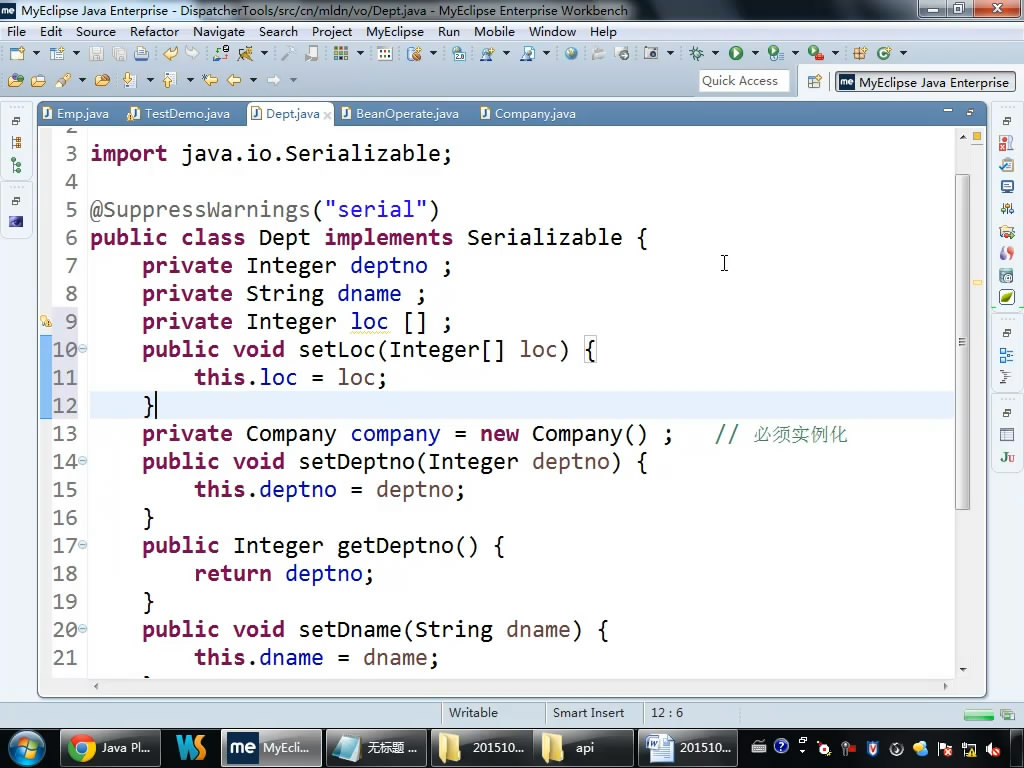 me MyEclipse Java Enterprise - DispatcherTools/src/cn/mldn/vo/Dept.java - MyEclipse Enterprise Workbench
File Edit Source Refactor Navigate Search Project MyEclipse Run Mobile Window Help
Quick Access me MyEclipse Java Enterprise
Emp.java TestDemo.java Dept.java BeanOperate.java Company.java
2
3 import java.io.Serializable;
4
5 @SuppressWarnings("serial")
6 public class Dept implements Serializable {
7 private Integer deptno ;
8 private String dname ;
9 private Integer loc [] ;
10 public void setLoc(Integer[] loc) {
11 this.loc = loc;
12 }
13 private Company company = new Company() ; // 必须实例化
14 public void setDeptno(Integer deptno) {
15 this.deptno = deptno;
16 }
17 public Integer getDeptno() {
18 return deptno;
19 }
20 public void setDname(String dname) {
21 this.dname = dname;
Writable Smart Insert 12 : 6
Java Pl... WS me MyEcli... 无标题 ... 201510... api 201510...